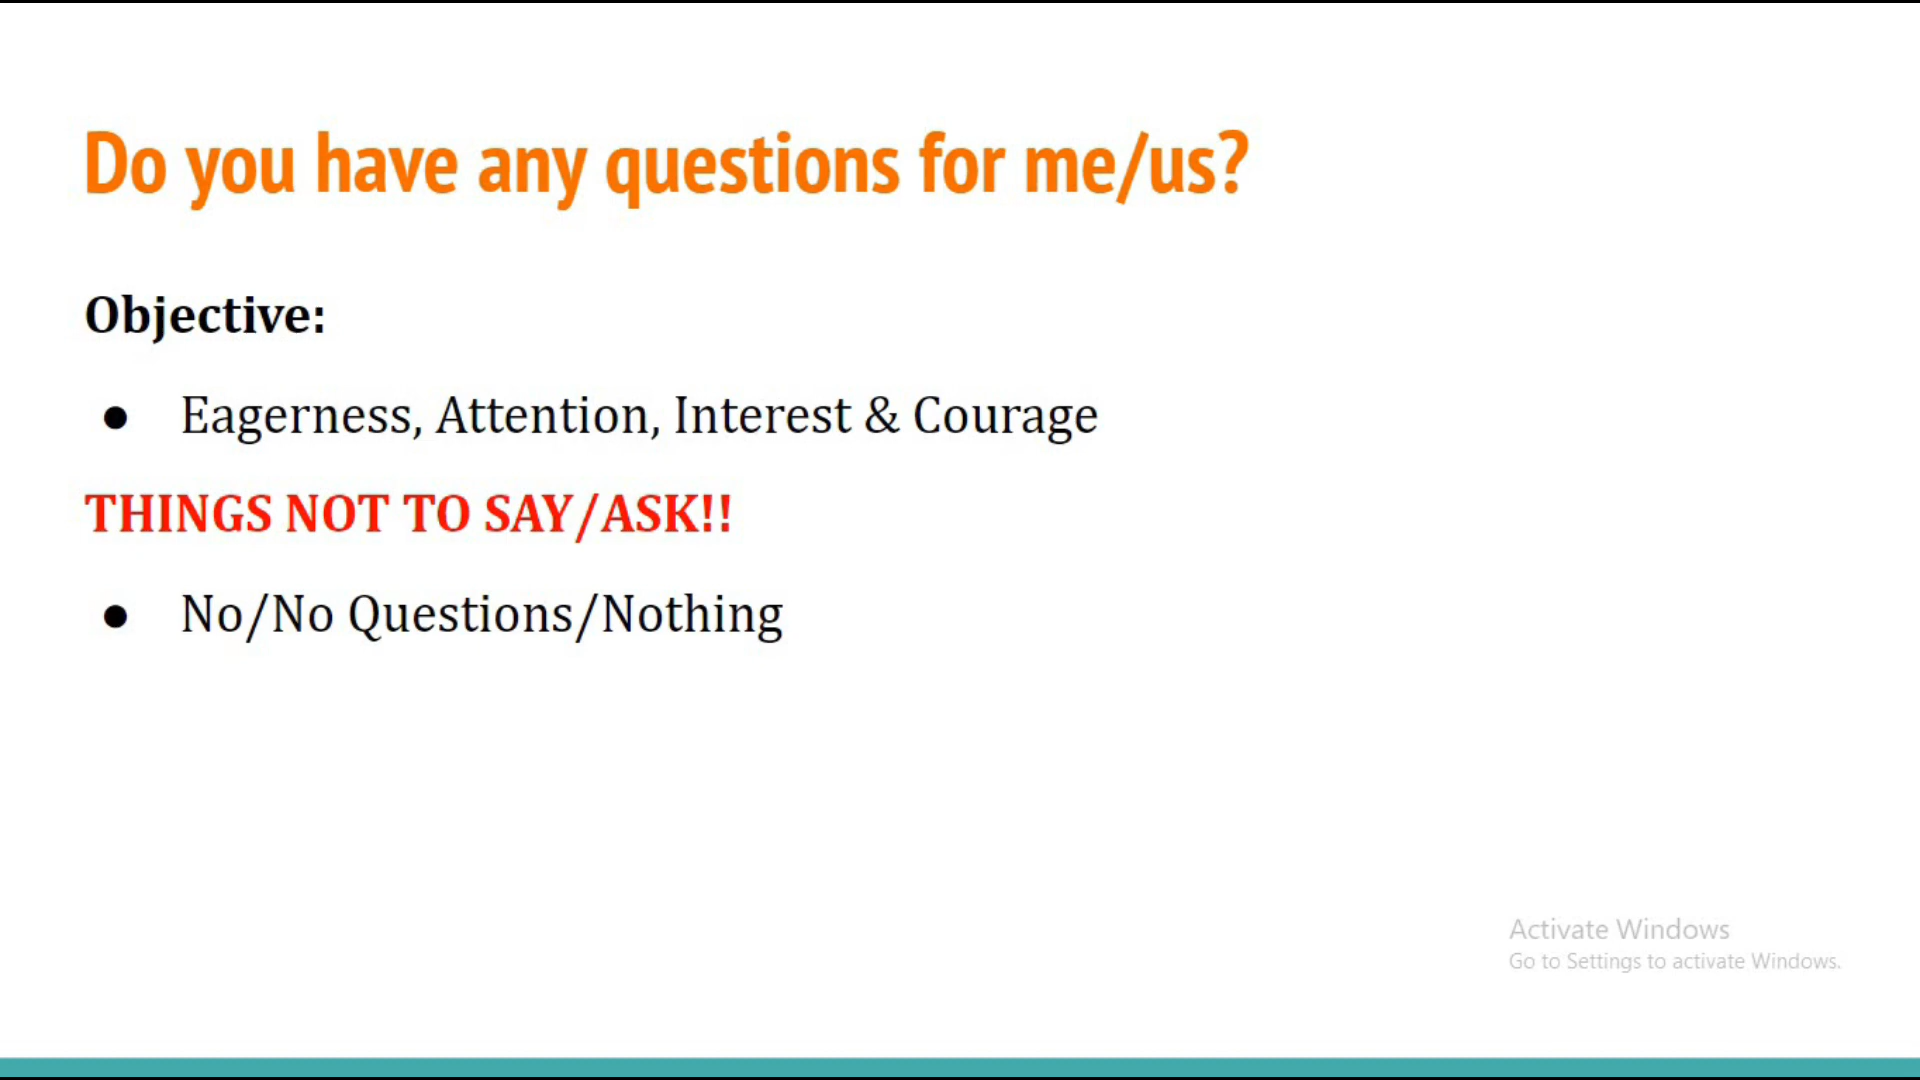 Do you have any questions for me/us?
Objective:
● Eagerness, Attention, Interest & Courage
THINGS NOT TO SAY/ASK!!
● No/No Questions/Nothing
Activate Windows
Go to Settings to activate Windows.